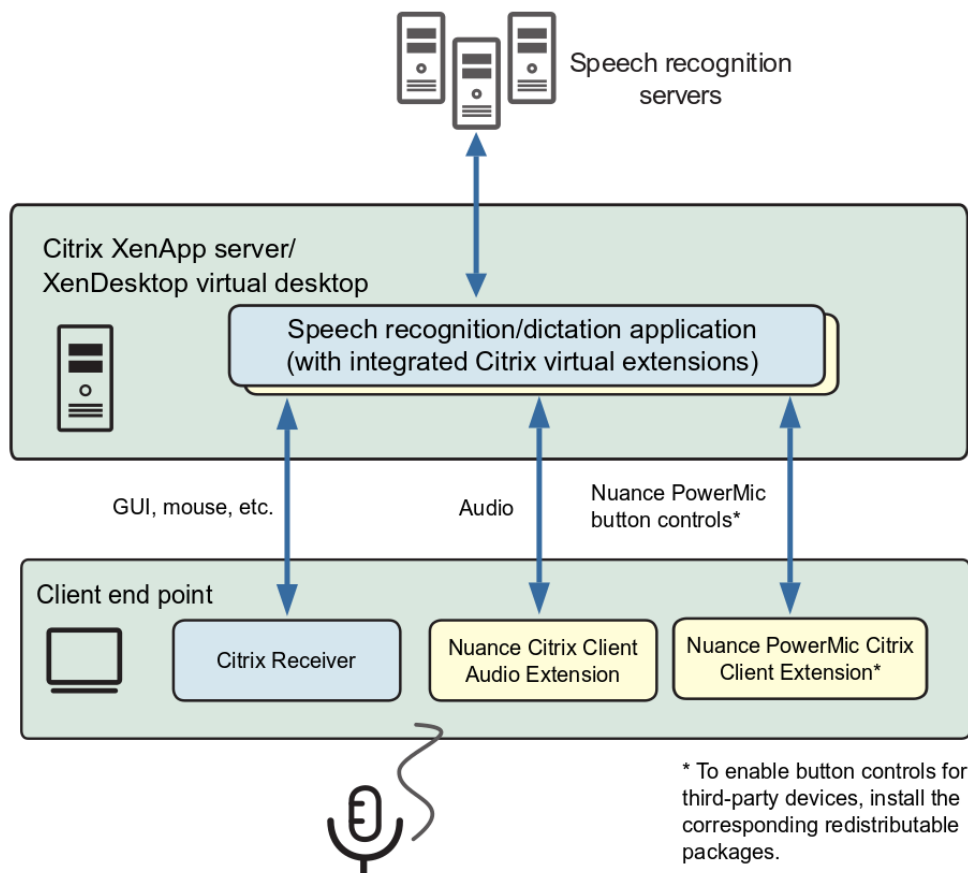 Speech recognition
servers
Citrix XenApp server/
XenDesktop virtual desktop
Speech recognition/dictation application
(with integrated Citrix virtual extensions)
GUI, mouse, etc.
Audio
Nuance PowerMic
button controls*
Client end point
Citrix Receiver
Nuance Citrix Client
Audio Extension
Nuance PowerMic Citrix
Client Extension*
* To enable button controls for
third-party devices, install the
corresponding redistributable
packages.